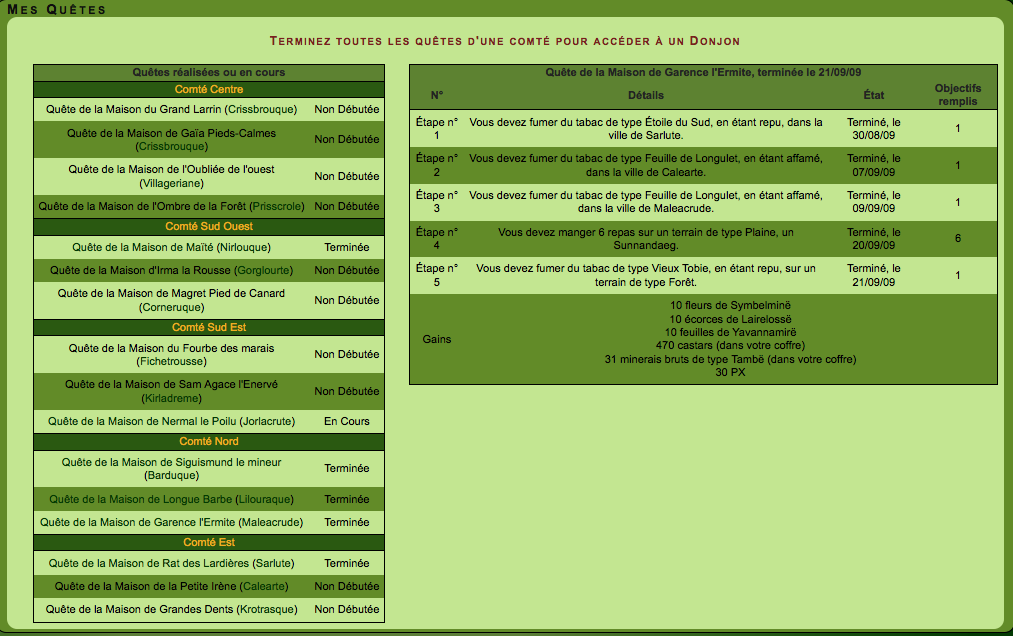 Mes Quêtes
Terminez toutes les quêtes d'une comté pour accéder à un Donjon
Quêtes réalisées ou en cours
Comté Centre
Quête de la Maison du Grand Larrin (Crissbrouque) Non Débutée
Quête de la Maison de Gaïa Pieds-Calmes
(Crissbrouque) Non Débutée
Quête de la Maison de l'Oubliée de l'ouest
(Villageriane) Non Débutée
Quête de la Maison de l'Ombre de la Forêt (Prisscrole) Non Débutée
Comté Sud Ouest
Quête de la Maison de Maïté (Nirlouque) Terminée
Quête de la Maison d'Irma la Rousse (Gorglourte) Non Débutée
Quête de la Maison de Magret Pied de Canard
(Corneruque) Non Débutée
Comté Sud Est
Quête de la Maison du Fourbe des marais
(Fichetrousse) Non Débutée
Quête de la Maison de Sam Agace l'Enervé
(Kirladreme) Non Débutée
Quête de la Maison de Nermal le Poilu (Jorlacrute) En Cours
Comté Nord
Quête de la Maison de Siguismund le mineur
(Barduque) Terminée
Quête de la Maison de Longue Barbe (Lilouraque) Terminée
Quête de la Maison de Garence l'Ermite (Maleacrude) Terminée
Comté Est
Quête de la Maison de Rat des Lardières (Sarlute) Terminée
Quête de la Maison de la Petite Irène (Calearte) Non Débutée
Quête de la Maison de Grandes Dents (Krotrasque) Non Débutée
Quête de la Maison de Garence l'Ermite, terminée le 21/09/09
N° Détails État Objectifs
remplis
Étape n° Vous devez fumer du tabac de type Étoile du Sud, en étant repu, dans la Terminé, le
1 ville de Sarlute. 30/08/09 1
Étape n° Vous devez fumer du tabac de type Feuille de Longulet, en étant affamé, Terminé, le
2 dans la ville de Calearte. 07/09/09 1
Étape n° Vous devez fumer du tabac de type Feuille de Longulet, en étant affamé, Terminé, le
3 dans la ville de Maleacrude. 09/09/09 1
Étape n° Vous devez manger 6 repas sur un terrain de type Plaine, un Terminé, le
4 Sunnandaeg. 20/09/09 6
Étape n° Vous devez fumer du tabac de type Vieux Tobie, en étant repu, sur un Terminé, le
5 terrain de type Forêt. 21/09/09 1
Gains
10 fleurs de Symbelminë
10 écorces de Lairelossë
10 feuilles de Yavannamirë
470 castars (dans votre coffre)
31 minerais bruts de type Tambë (dans votre coffre)
30 PX